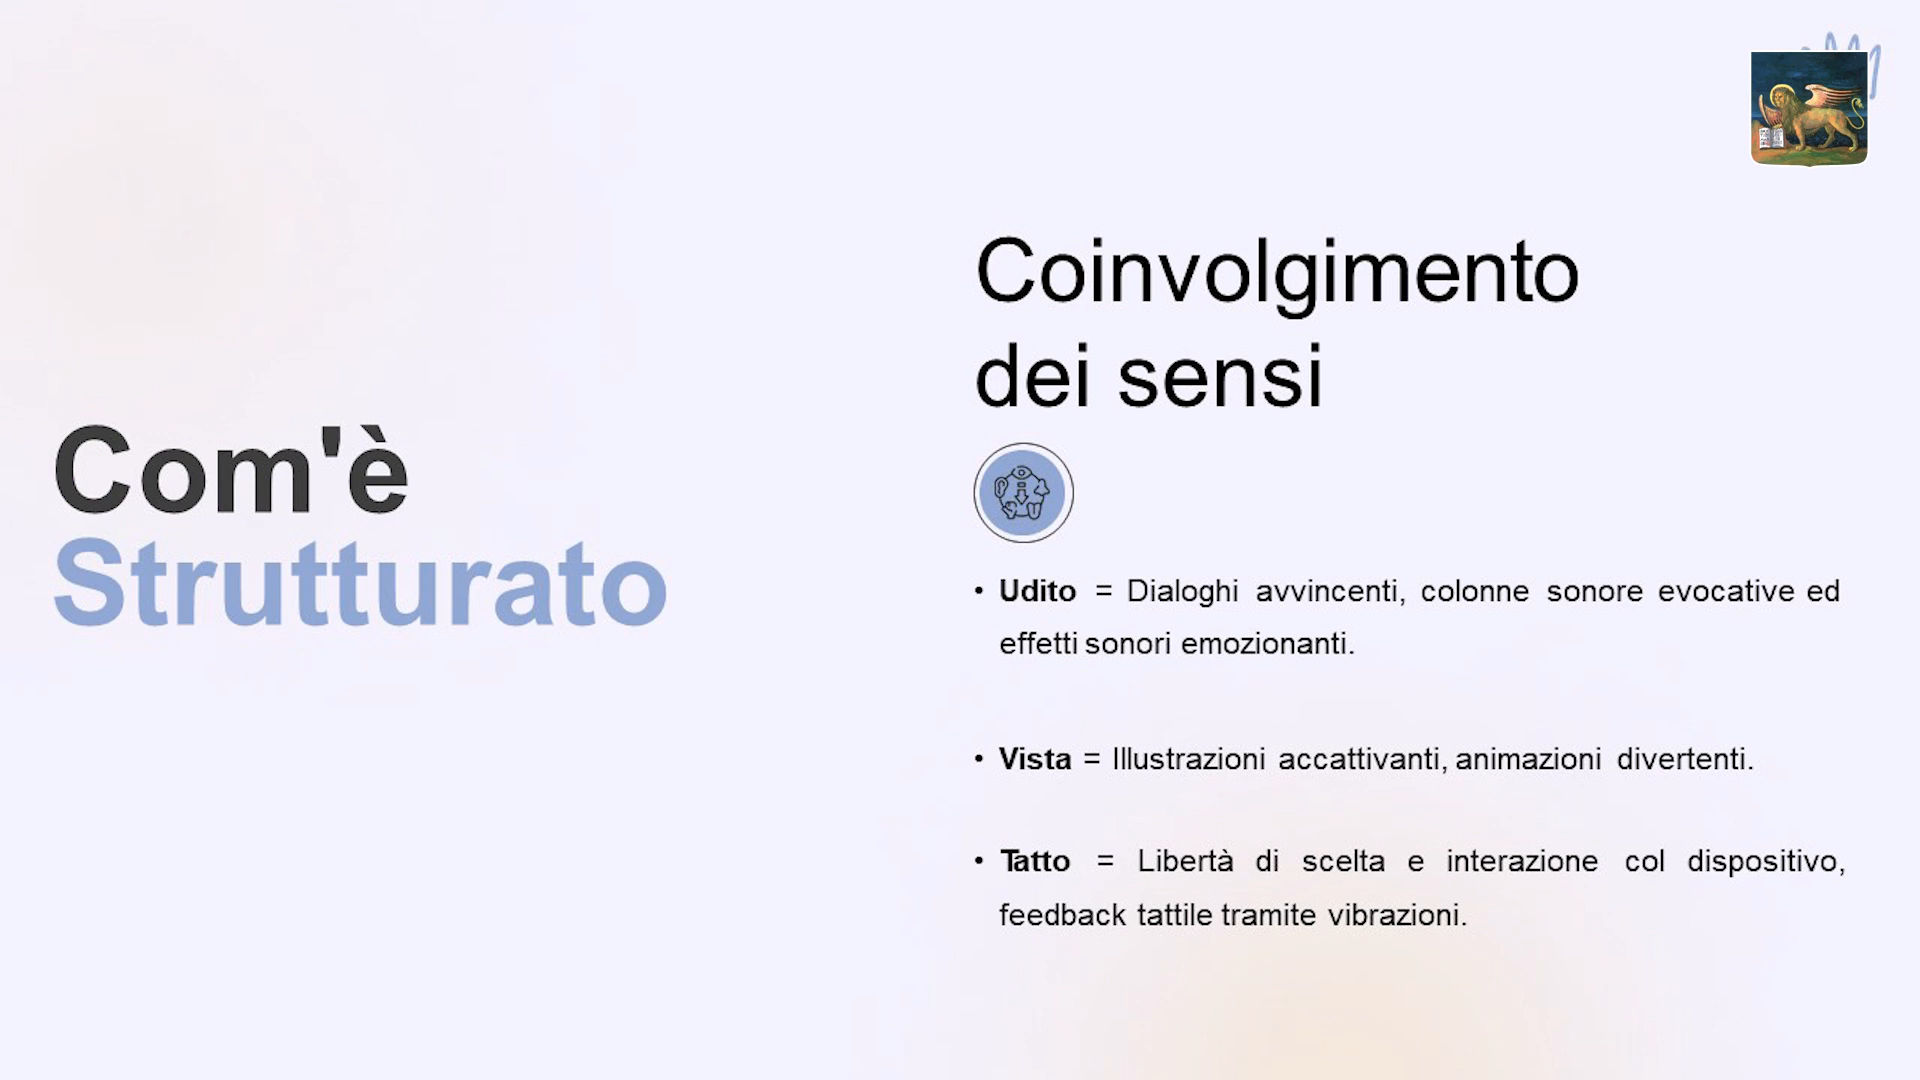 Com'è
Strutturato
Coinvolgimento
dei sensi
• Udito = Dialoghi avvincenti, colonne sonore evocative ed
effetti sonori emozionanti.
• Vista = Illustrazioni accattivanti, animazioni divertenti.
• Tatto = Libertà di scelta e interazione col dispositivo,
feedback tattile tramite vibrazioni.